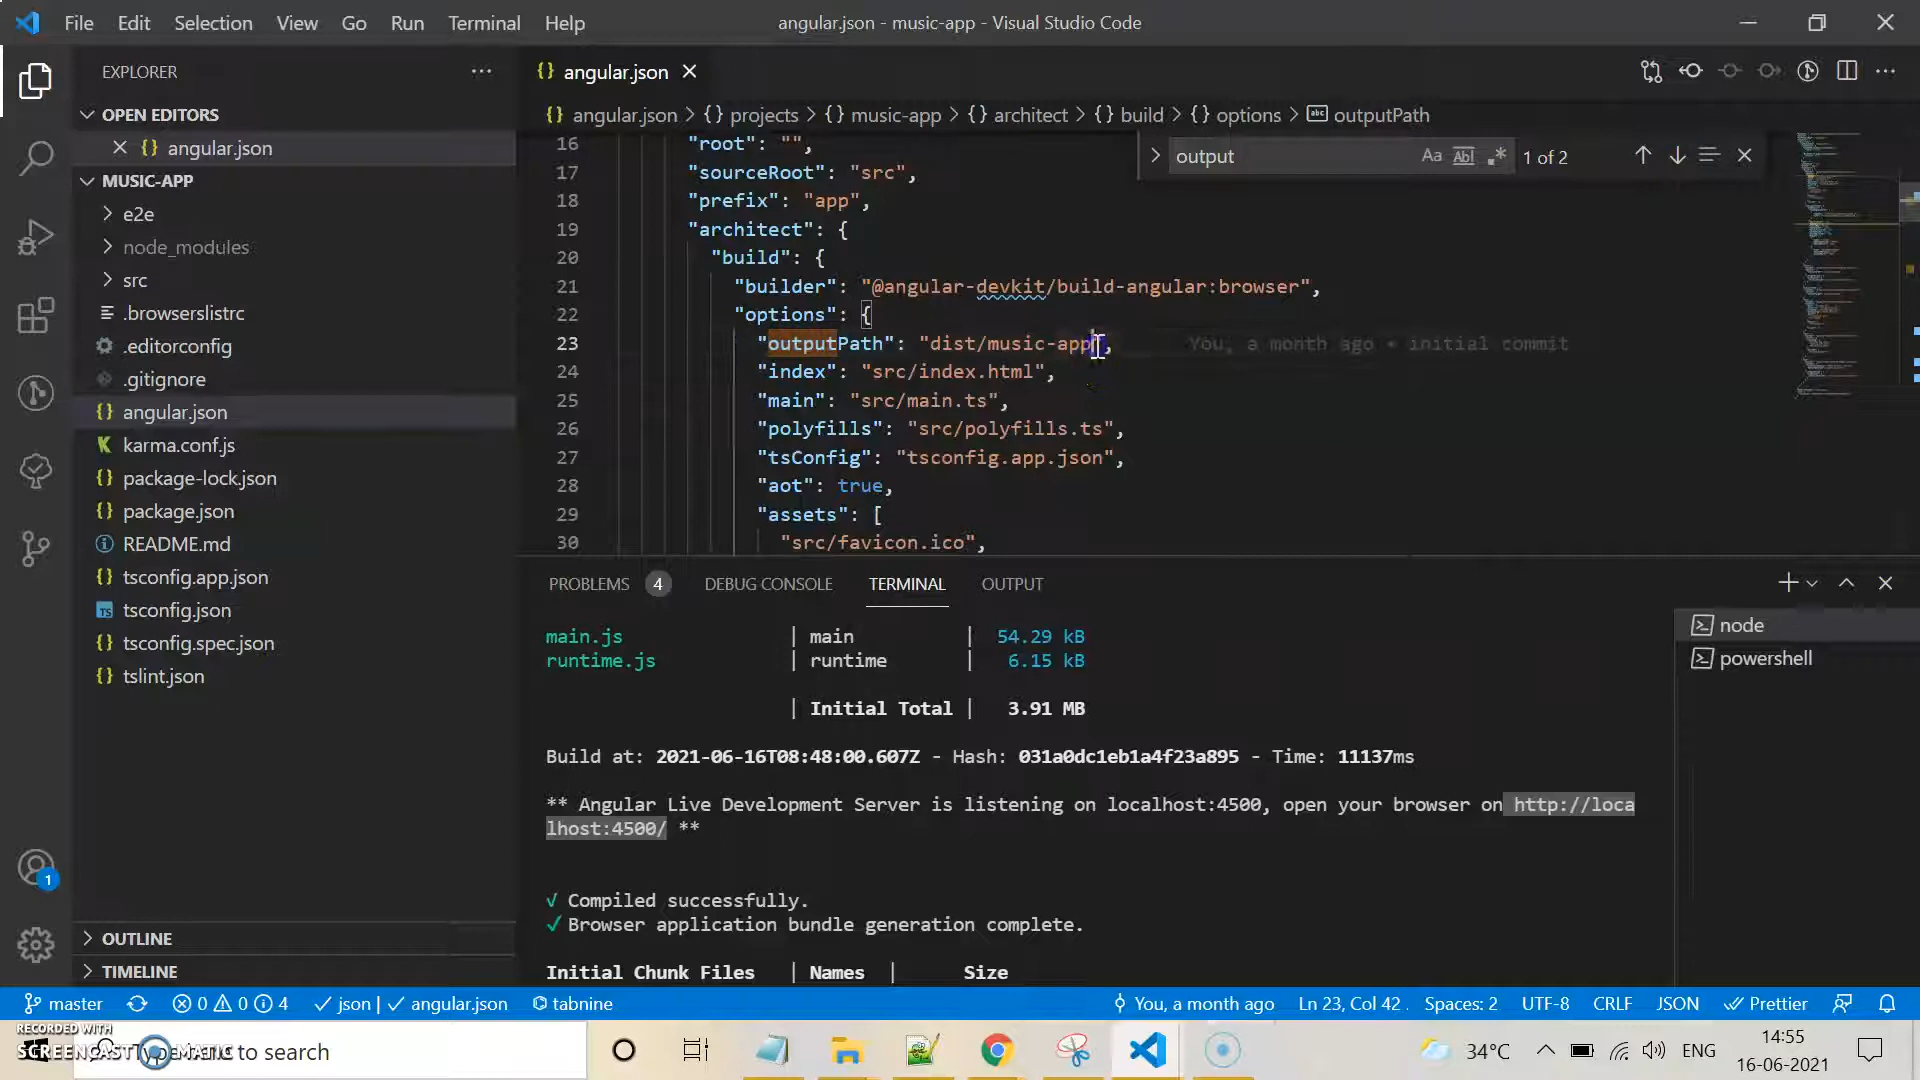 File Edit Selection View Go Run Terminal Help angular.json - music-app - Visual Studio Code
EXPLORER
angular.json
OPEN EDITORS
angular.json > {} projects > {} music-app > {} architect > {} build > {} options > abc outputPath
{} angular.json
MUSIC-APP
e2e
node_modules
src
.browserslistrc
.editorconfig
.gitignore
{} angular.json
karma.conf.js
{} package-lock.json
{} package.json
README.md
{} tsconfig.app.json
TS tsconfig.json
{} tsconfig.spec.json
{} tslint.json
OUTLINE
TIMELINE
output Aa Abl .* 1 of 2
16 "root": "",
17 "sourceRoot": "src",
18 "prefix": "app",
19 "architect": {
20 "build": {
21 "builder": "@angular-devkit/build-angular:browser",
22 "options": {
23 "outputPath": "dist/music-app", You, a month ago • initial commit
24 "index": "src/index.html",
25 "main": "src/main.ts",
26 "polyfills": "src/polyfills.ts",
27 "tsConfig": "tsconfig.app.json",
28 "aot": true,
29 "assets": [
30 "src/favicon.ico",
PROBLEMS 4 DEBUG CONSOLE TERMINAL OUTPUT
main.js | main | 54.29 kB
runtime.js | runtime | 6.15 kB
| Initial Total | 3.91 MB
Build at: 2021-06-16T08:48:00.607Z - Hash: 031a0dc1eb1a4f23a895 - Time: 11137ms
** Angular Live Development Server is listening on localhost:4500, open your browser on http://loca
lhost:4500/ **
√ Compiled successfully.
✓ Browser application bundle generation complete.
Initial Chunk Files | Names | Size
node
powershell
1
master 0 0 4 json | angular.json tabnine You, a month ago Ln 23, Col 42 Spaces: 2 UTF-8 CRLF JSON Prettier
RECORDED WITH
SCREENCAST MATIC
Type here to search
34°C ENG 14:55
16-06-2021